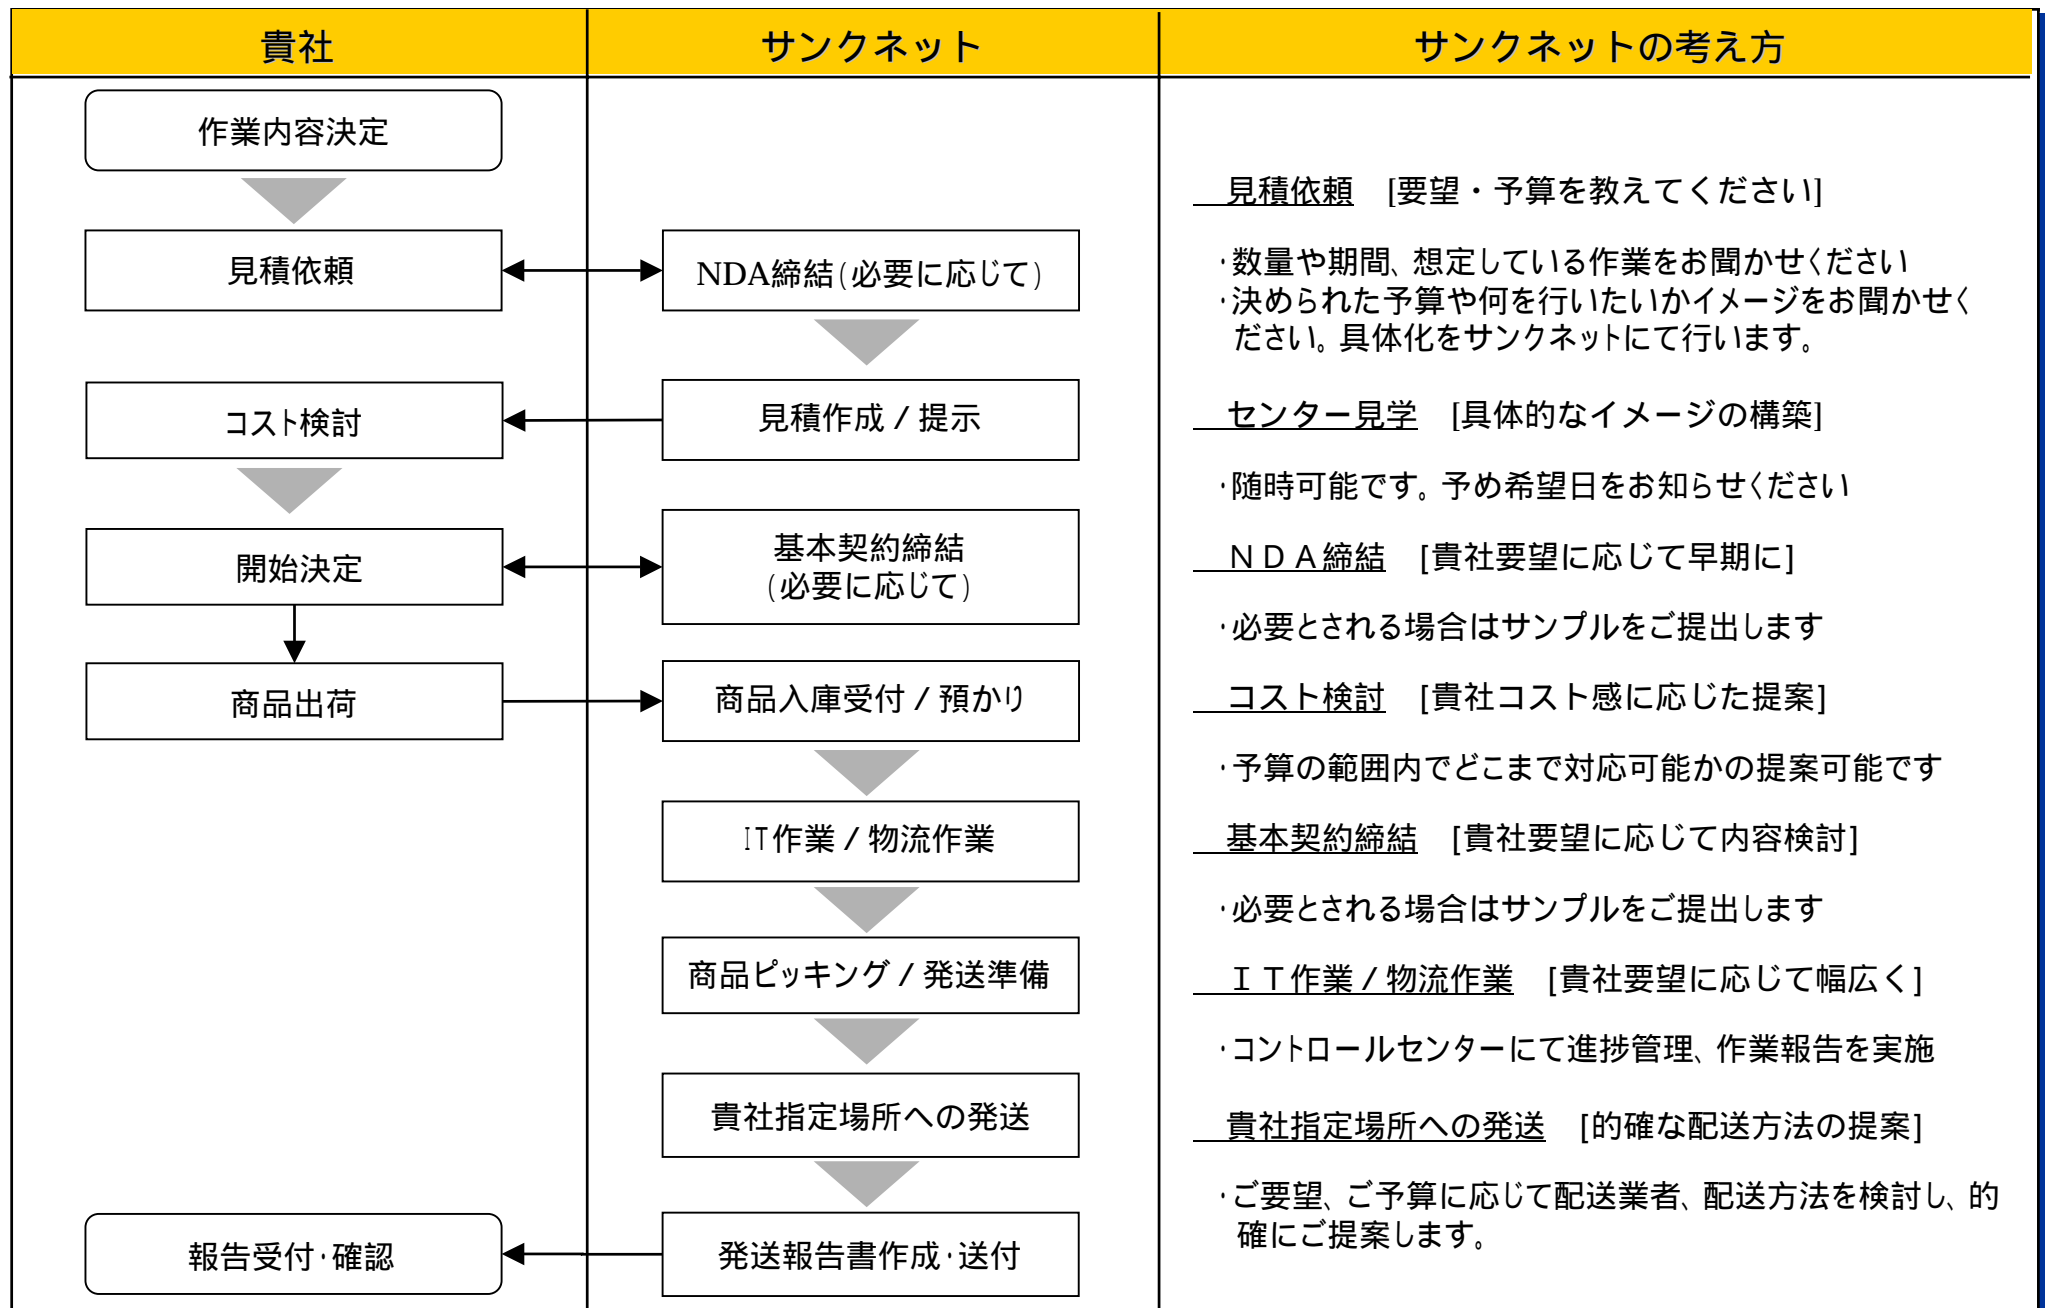 貴社
サンクネット
サンクネットの考え方
作業内容決定
見積依頼
NDA締結(必要に応じて)
コスト検討
見積作成 / 提示
開始決定
基本契約締結
(必要に応じて)
商品出荷
商品入庫受付 / 預かり
IT作業 / 物流作業
商品ピッキング / 発送準備
貴社指定場所への発送
報告受付・確認
発送報告書作成・送付
見積依頼 [要望・予算を教えてください]
・数量や期間、想定している作業をお聞かせください
・決められた予算や何を行いたいかイメージをお聞かせく
ださい。具体化をサンクネットにて行います。
センター見学 [具体的なイメージの構築]
・随時可能です。予め希望日をお知らせください
NDA締結 [貴社要望に応じて早期に]
・必要とされる場合はサンプルをご提出します
コスト検討 [貴社コスト感に応じた提案]
・予算の範囲内でどこまで対応可能かの提案可能です
基本契約締結 [貴社要望に応じて内容検討]
・必要とされる場合はサンプルをご提出します
IT作業 / 物流作業 [貴社要望に応じて幅広く]
・コントロールセンターにて進捗管理、作業報告を実施
貴社指定場所への発送 [的確な配送方法の提案]
・ご要望、ご予算に応じて配送業者、配送方法を検討し、的
確にご提案します。